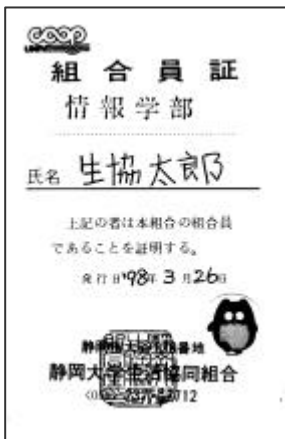 coop
組合員証
情報学部
氏名 生協太郎
上記の者は本組合の組合員
であることを証明する。
発行日'98年3月26日
静岡大学生活協同組合